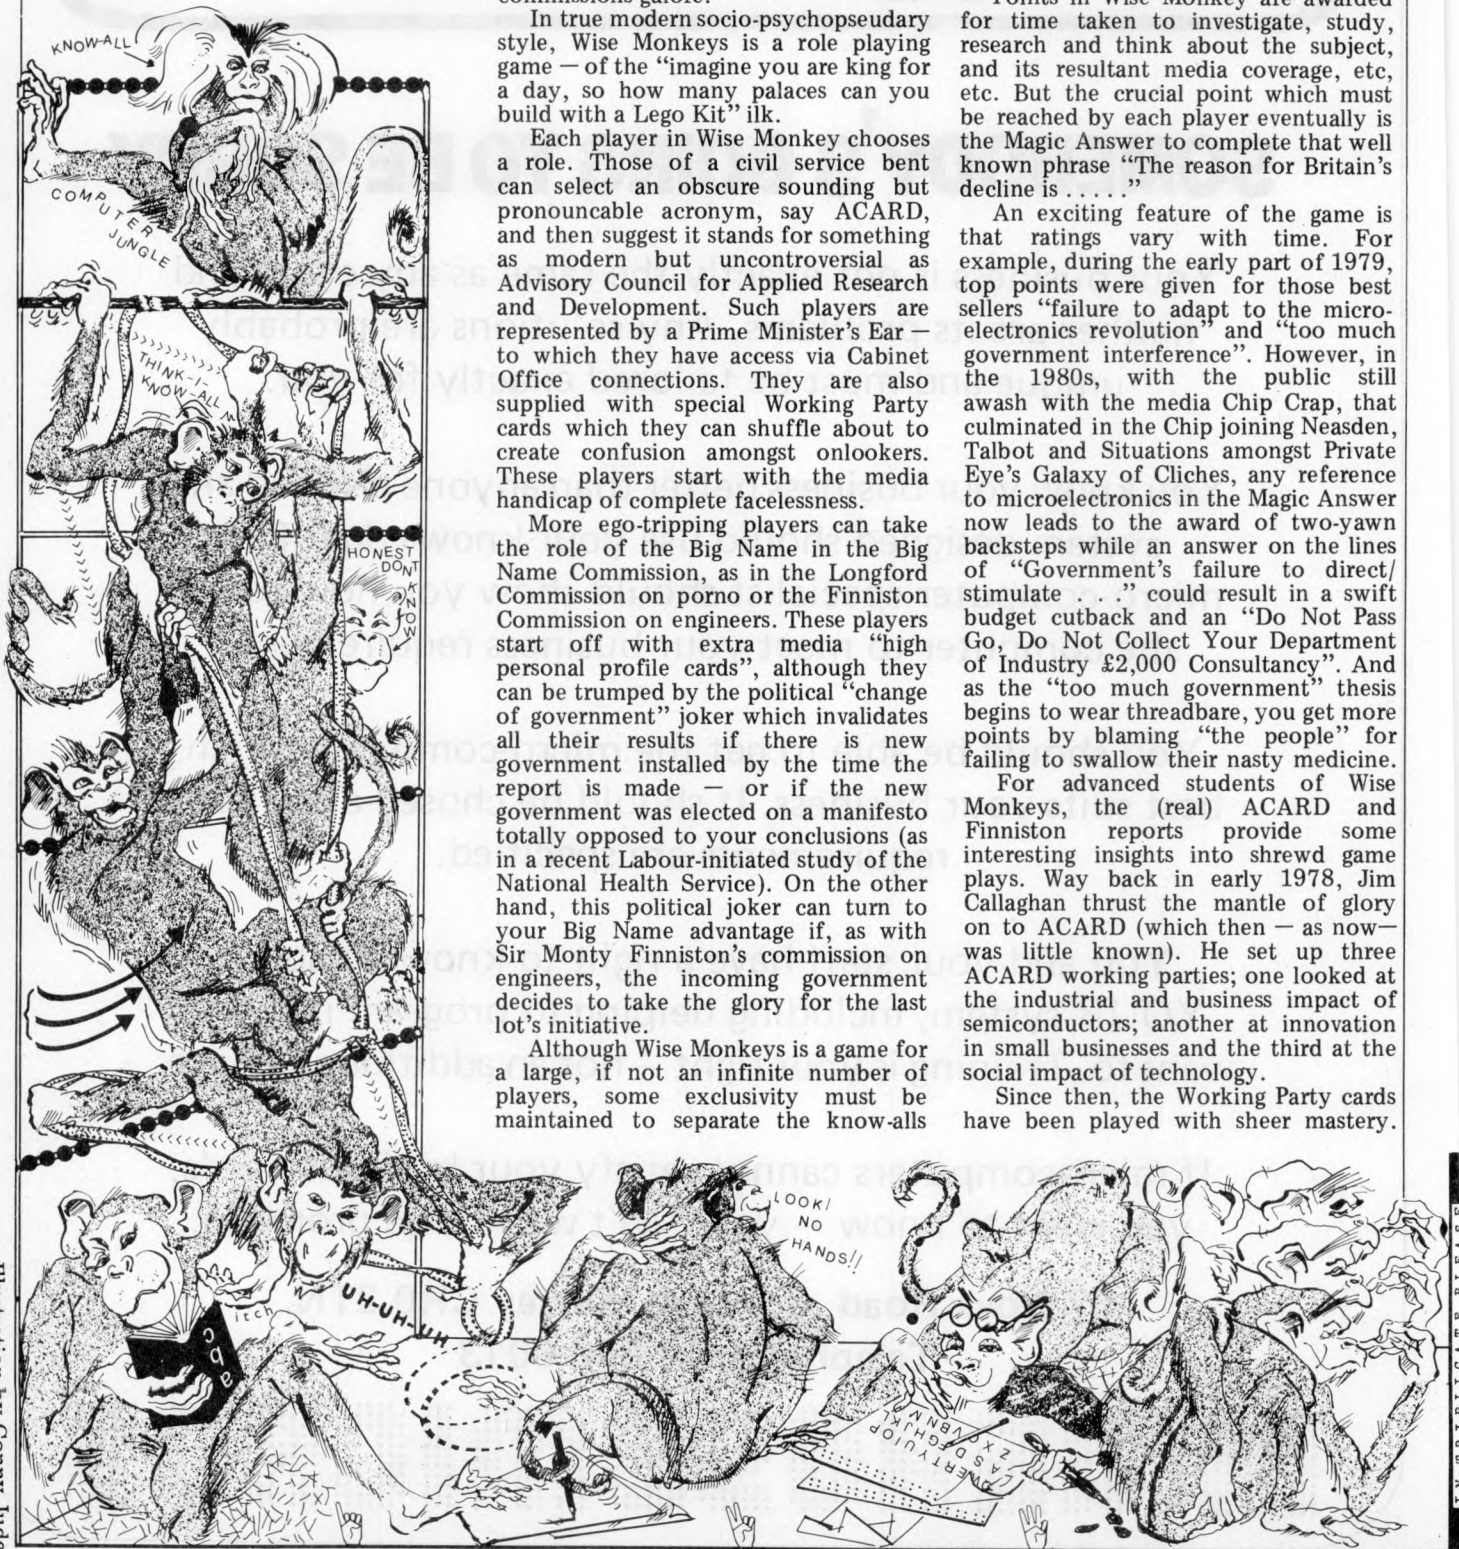 In true modern socio-psychopseudary
style, Wise Monkeys is a role playing
game — of the “imagine you are king for
a day, so how many palaces can you
build with a Lego Kit” ilk.
Each player in Wise Monkey chooses
a role. Those of a civil service bent
can select an obscure sounding but
pronouncable acronym, say ACARD,
and then suggest it stands for something
as modern but uncontroversial as
Advisory Council for Applied Research
and Development. Such players are
represented by a Prime Minister’s Ear —
to which they have access via Cabinet
Office connections. They are also
supplied with special Working Party
cards which they can shuffle about to
create confusion amongst onlookers.
These players start with the media
handicap of complete facelessness.
More ego-tripping players can take
the role of the Big Name in the Big
Name Commission, as in the Longford
Commission on porno or the Finniston
Commission on engineers. These players
start off with extra media “high
personal profile cards”, although they
can be trumped by the political “change
of government” joker which invalidates
all their results if there is new
government installed by the time the
report is made — or if the new
government was elected on a manifesto
totally opposed to your conclusions (as
in a recent Labour-initiated study of the
National Health Service). On the other
hand, this political joker can turn to
your Big Name advantage if, as with
Sir Monty Finniston’s commission on
engineers, the incoming government
decides to take the glory for the last
lot’s initiative.
Although Wise Monkeys is a game for
a large, if not an infinite number of
players, some exclusivity must be
maintained to separate the know-alls
Points in Wise Monkey are awarded
for time taken to investigate, study,
research and think about the subject,
and its resultant media coverage, etc,
etc. But the crucial point which must
be reached by each player eventually is
the Magic Answer to complete that well
known phrase “The reason for Britain’s
decline is . . . . .”
An exciting feature of the game is
that ratings vary with time. For
example, during the early part of 1979,
top points were given for those best
sellers “failure to adapt to the micro-
electronics revolution” and “too much
government interference”. However, in
the 1980s, with the public still
awash with the media Chip Crap, that
culminated in the Chip joining Neasden,
Talbot and Situations amongst Private
Eye’s Galaxy of Cliches, any reference
to microelectronics in the Magic Answer
now leads to the award of two-yawn
backsteps while an answer on the lines
of “Government’s failure to direct/
stimulate . . . .” could result in a swift
budget cutback and an “Do Not Pass
Go. Do Not Collect Your Department
of Industry £2,000 Consultancy”. And
as the “too much government” thesis
begins to wear threadbare, you get more
points by blaming “the people” for
failing to swallow their nasty medicine.
For advanced students of Wise
Monkeys the (real) ACARD and
Finniston reports provide some
interesting insights into shrewd game
plays. Way back in early 1978, Jim
Callaghan thrust the mantle of glory
on to ACARD (which then — as now—
was little known). He set up three
ACARD working parties; one looked at
the industrial and business impact of
semiconductors; another at innovation
in small businesses and the third at the
social impact of technology.
Since then, the Working Party cards
have been played with sheer mastery.
KNOW-ALL
COMPUTER
JUNGLE
THINK-I-
KNOW-ALL
HONEST
DON'T
KNOW
UH-UH-UH
ITCH
a b c
LOOK!
NO
HANDS!!